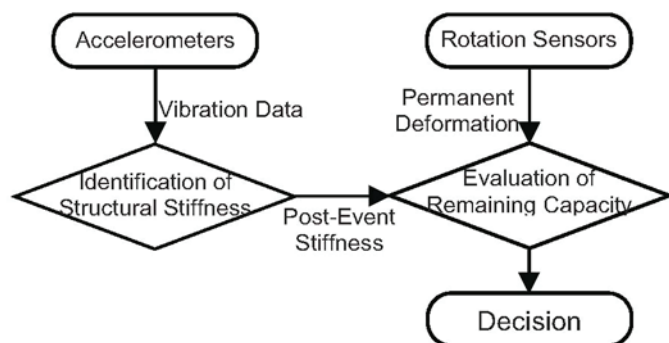 Accelerometers
Rotation Sensors
Vibration Data
Permanent
Deformation
Identification of
Structural Stiffness
Post-Event
Stiffness
Evaluation of
Remaining Capacity
Decision